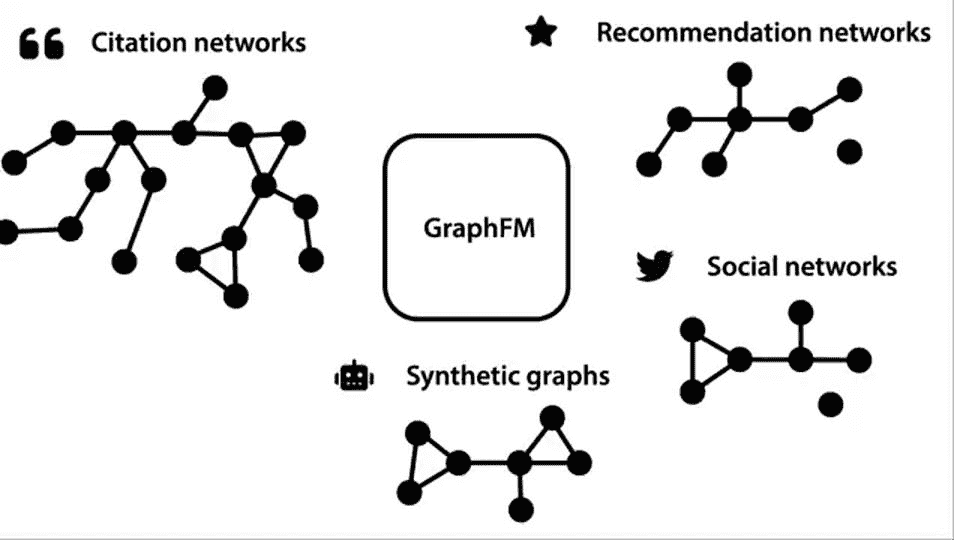 Citation networks
Recommendation networks
GraphFM
Social networks
Synthetic graphs